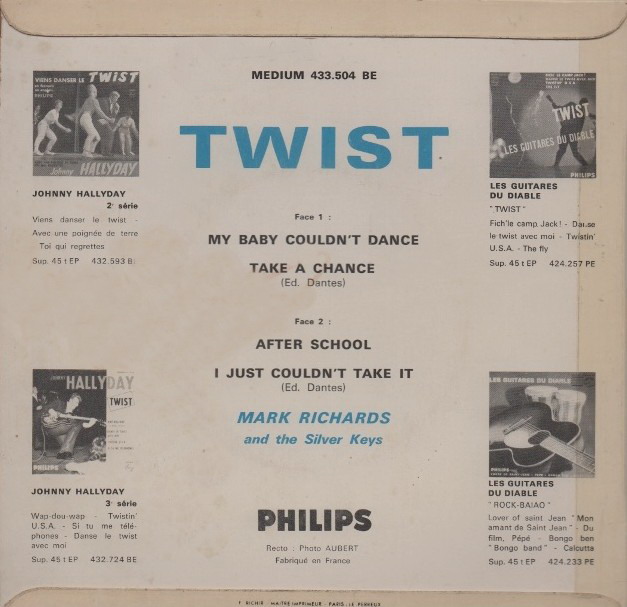 MEDIUM 433.504 BE
TWIST
Face 1 :
MY BABY COULDN'T DANCE
TAKE A CHANCE
(Ed. Dantes)
Face 2 :
AFTER SCHOOL
I JUST COULDN'T TAKE IT
(Ed. Dantes)
MARK RICHARDS
and the Silver Keys
PHILIPS
Recto : Photo AUBERT
Fabriqué en France
VIENS DANSER LE TWIST
PHILIPS
Johnny HALLYDAY
JOHNNY HALLYDAY
2e série
Viens danser le twist -
Avec une poignée de terre
Toi qui regrettes
Sup. 45 t EP 432.593 B
JOHNNY HALLYDAY
TWIST
PHILIPS
JOHNNY HALLYDAY
3e série
Wap-dou-wap - Twistin'
U.S.A. - Si tu me télé-
phones - Danse le twist
avec moi
Sup. 45 t EP 432.724 BE
TWIST
LES GUITARES DU DIABLE
PHILIPS
LES GUITARES
DU DIABLE
" TWIST "
Fich'le camp Jack! - Danse
le twist avec moi - Twistin'
U.S.A. - The fly
Sup. 45 t EP 424.257 PE
LES GUITARES DU DIABLE
PHILIPS
LES GUITARES
DU DIABLE
" ROCK-BAIAO "
Lover of saint Jean " Mon
amant de Saint Jean " - Du
film, Pépé - Bongo ben
" Bongo band " - Calcutta
Sup. 45 t EP 424.233 PE
F. RICHIR - MAITRE IMPRIMEUR - PARIS - LE PERREUX